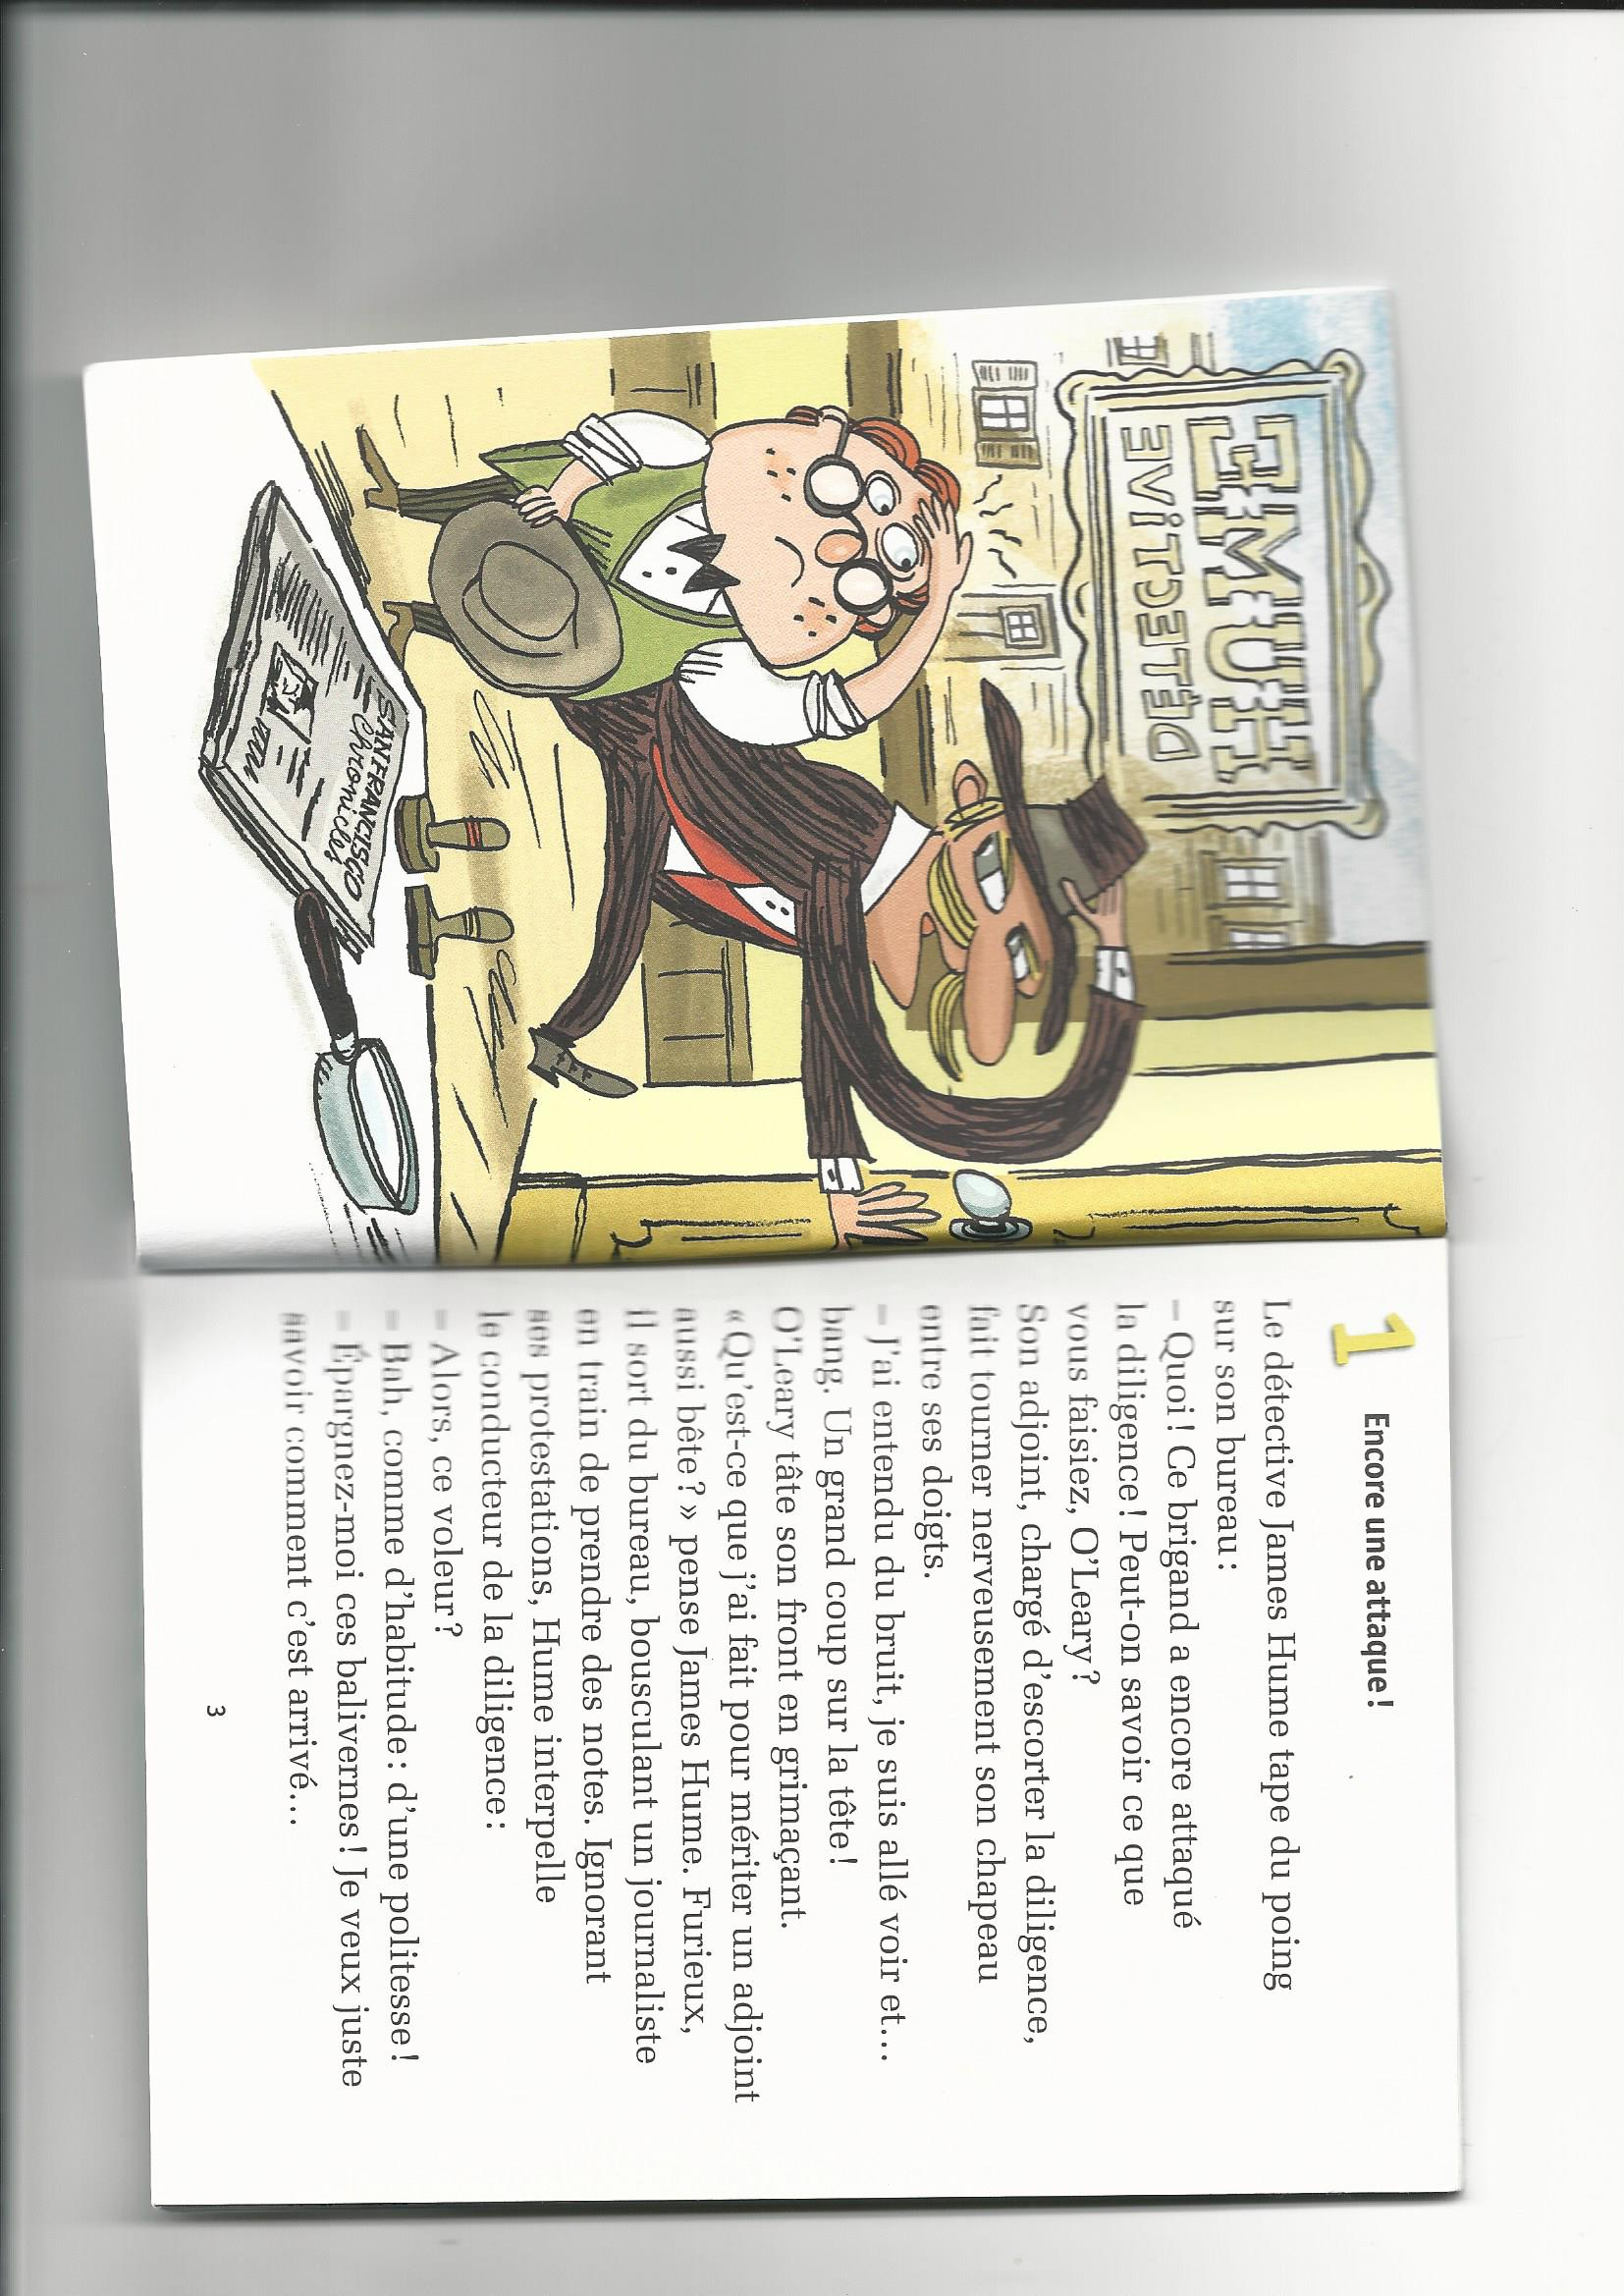 HUME
DÉTECTIVE
SAN FRANCISCO
Chronicles
1
Encore une attaque !
Le détective James Hume tape du poing
sur son bureau :
– Quoi ! Ce brigand a encore attaqué
la diligence ! Peut-on savoir ce que
vous faisiez, O'Leary ?
Son adjoint, chargé d'escorter la diligence,
fait tourner nerveusement son chapeau
entre ses doigts.
– J'ai entendu du bruit, je suis allé voir et…
bang. Un grand coup sur la tête !
O'Leary tâte son front en grimaçant.
« Qu'est-ce que j'ai fait pour mériter un adjoint
aussi bête ? » pense James Hume. Furieux,
il sort du bureau, bousculant un journaliste
en train de prendre des notes. Ignorant
ses protestations, Hume interpelle
le conducteur de la diligence :
– Alors, ce voleur ?
– Bah, comme d'habitude : d'une politesse !
– Épargnez-moi ces balivernes ! Je veux juste
savoir comment c'est arrivé…
3